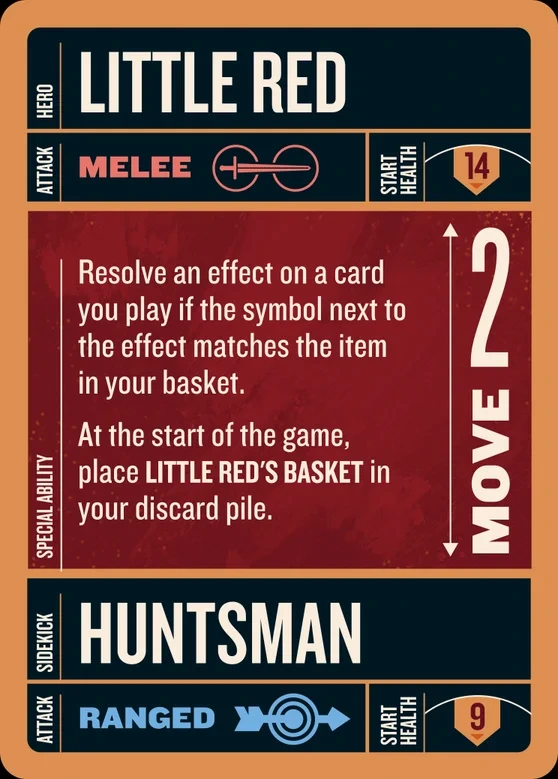 HERO
LITTLE RED
ATTACK
MELEE
START
HEALTH
14
SPECIAL ABILITY
Resolve an effect on a card
you play if the symbol next to
the effect matches the item
in your basket.
At the start of the game,
place LITTLE RED'S BASKET in
your discard pile.
MOVE 2
SIDEKICK
HUNTSMAN
ATTACK
RANGED
START
HEALTH
9